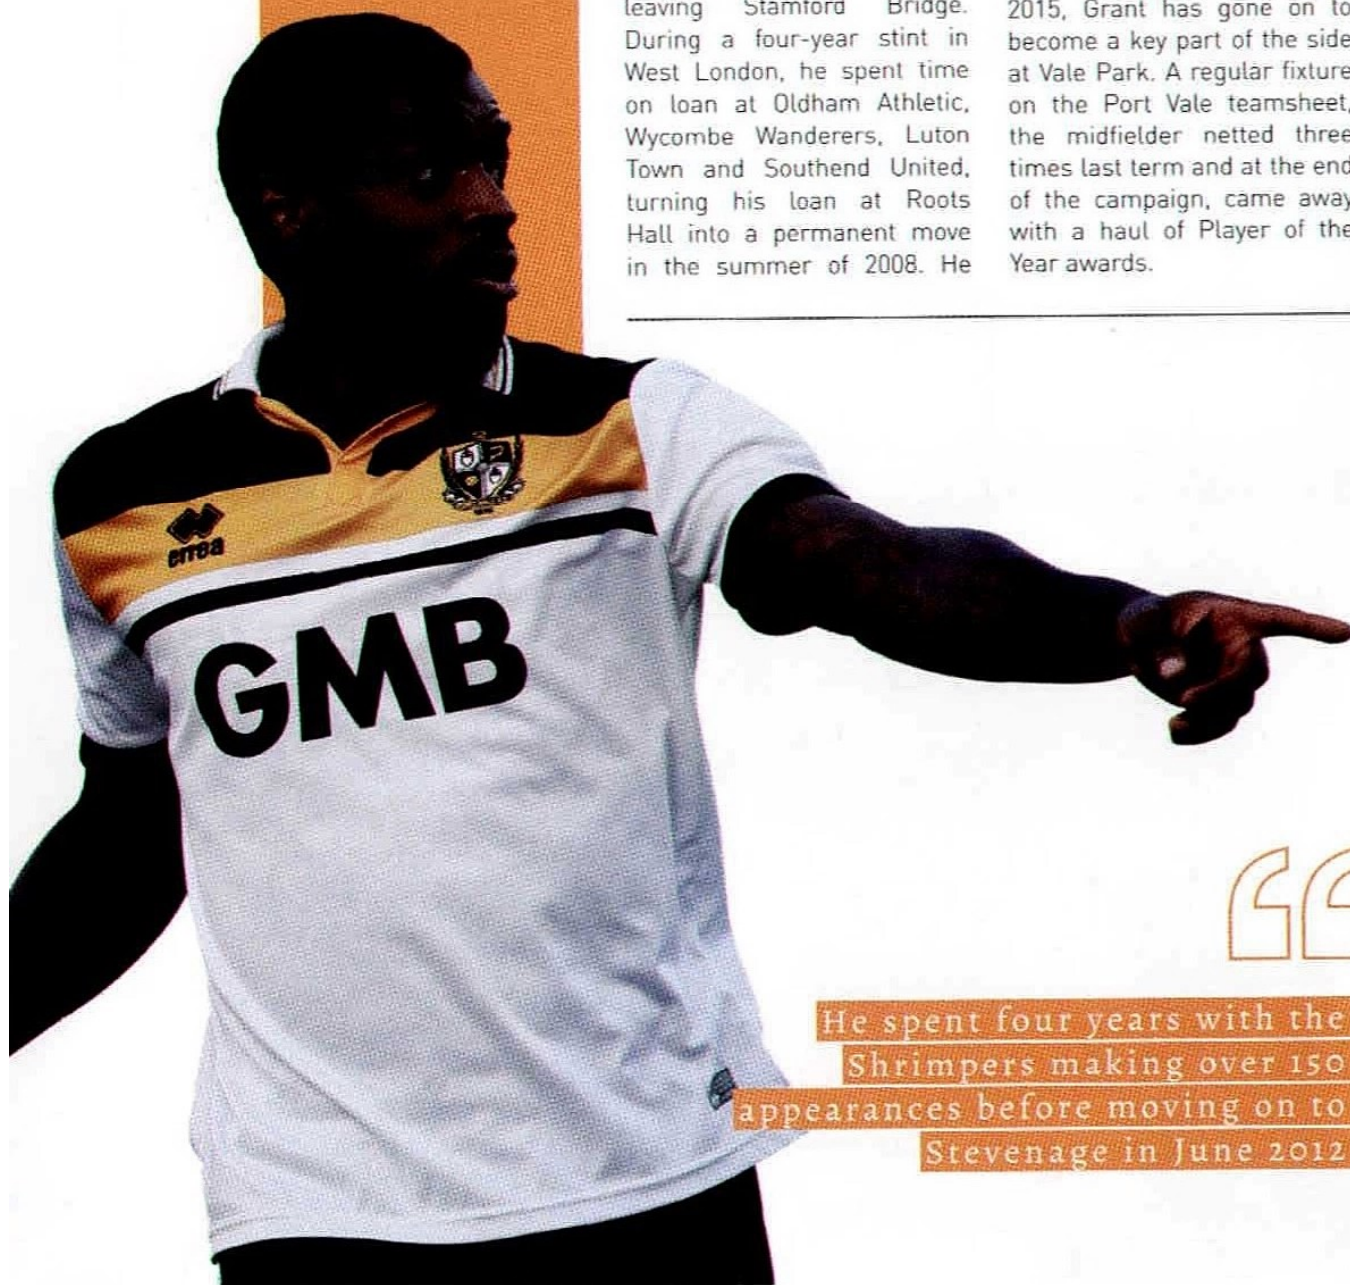 leaving Stamford Bridge.
During a four-year stint in
West London, he spent time
on loan at Oldham Athletic,
Wycombe Wanderers, Luton
Town and Southend United,
turning his loan at Roots
Hall into a permanent move
in the summer of 2008. He
2015, Grant has gone on to
become a key part of the side
at Vale Park. A regular fixture
on the Port Vale teamsheet,
the midfielder netted three
times last term and at the end
of the campaign, came away
with a haul of Player of the
Year awards.
errea
GMB
“
He spent four years with the
Shrimpers making over 150
appearances before moving on to
Stevenage in June 2012